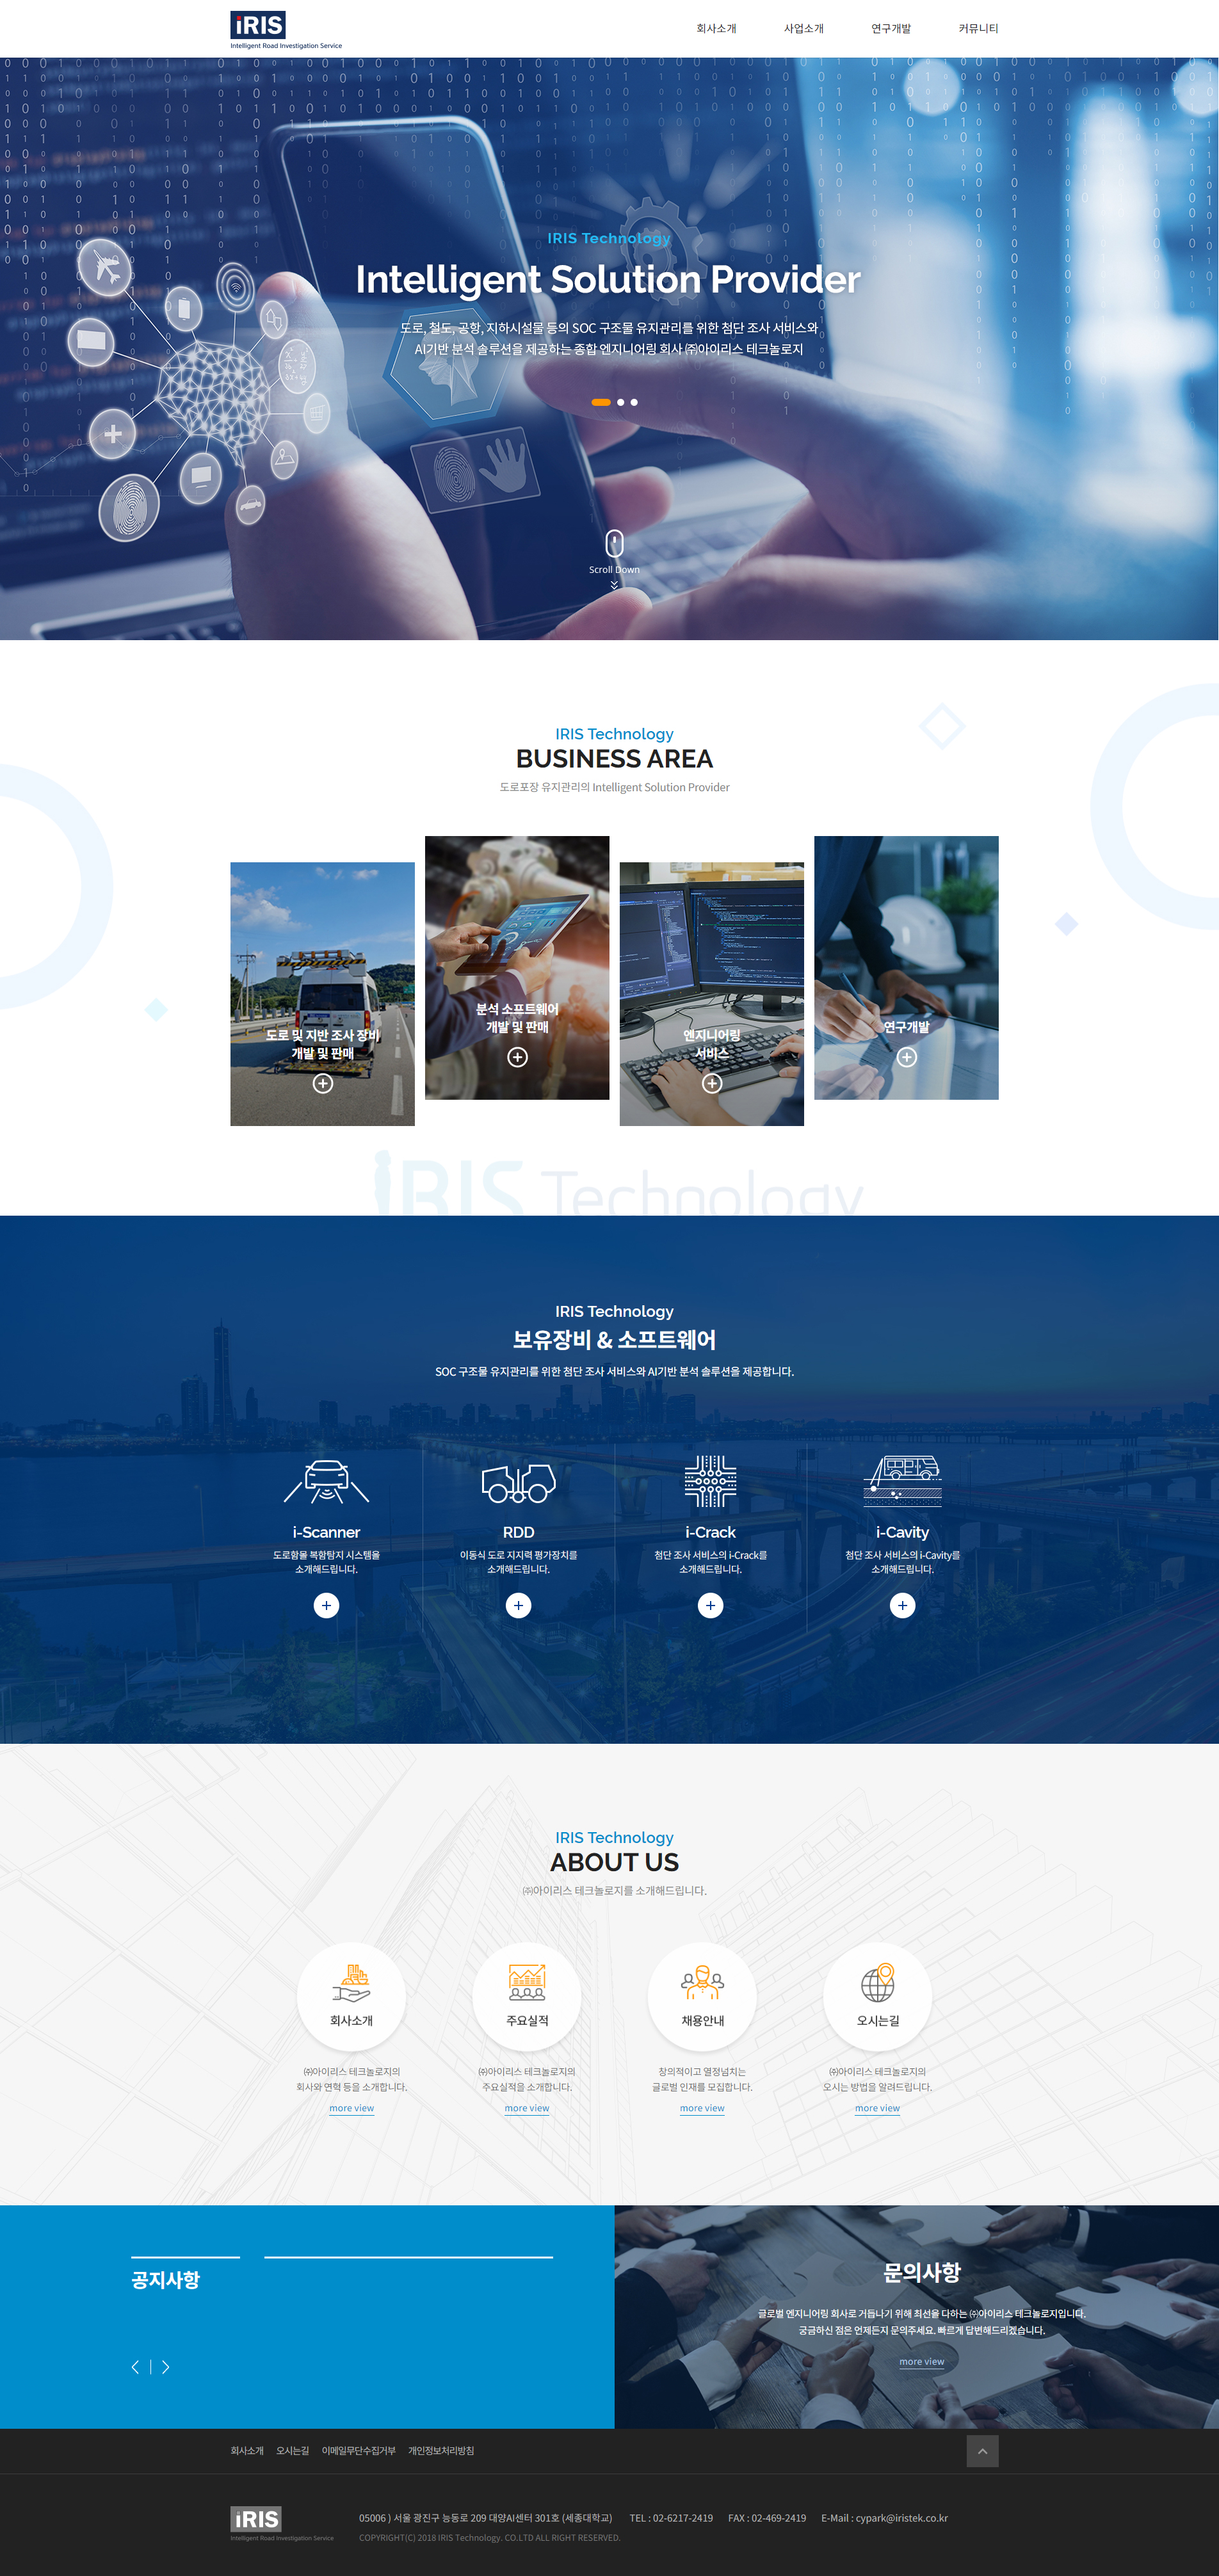 iRIS
Intelligent Road Investigation Service
회사소개
사업소개
연구개발
커뮤니티
IRIS Technology
Intelligent Solution Provider
도로, 철도, 공항, 지하시설물 등의 SOC 구조물 유지관리를 위한 첨단 조사 서비스와
AI기반 분석 솔루션을 제공하는 종합 엔지니어링 회사 ㈜아이리스 테크놀로지
Scroll Down
IRIS Technology
BUSINESS AREA
도로포장 유지관리의 Intelligent Solution Provider
도로 및 지반 조사 장비
개발 및 판매
분석 소프트웨어
개발 및 판매
엔지니어링
서비스
연구개발
iRIS Technology
IRIS Technology
보유장비 & 소프트웨어
SOC 구조물 유지관리를 위한 첨단 조사 서비스와 AI기반 분석 솔루션을 제공합니다.
i-Scanner
도로함몰 복합탐지 시스템을
소개해드립니다.
RDD
이동식 도로 지지력 평가장치를
소개해드립니다.
i-Crack
첨단 조사 서비스의 i-Crack를
소개해드립니다.
i-Cavity
첨단 조사 서비스의 i-Cavity를
소개해드립니다.
IRIS Technology
ABOUT US
㈜아이리스 테크놀로지를 소개해드립니다.
회사소개
㈜아이리스 테크놀로지의
회사와 연혁 등을 소개합니다.
more view
주요실적
㈜아이리스 테크놀로지의
주요실적을 소개합니다.
more view
채용안내
창의적이고 열정넘치는
글로벌 인재를 모집합니다.
more view
오시는길
㈜아이리스 테크놀로지의
오시는 방법을 알려드립니다.
more view
공지사항
문의사항
글로벌 엔지니어링 회사로 거듭나기 위해 최선을 다하는 ㈜아이리스 테크놀로지입니다.
궁금하신 점은 언제든지 문의주세요. 빠르게 답변해드리겠습니다.
more view
회사소개
오시는길
이메일무단수집거부
개인정보처리방침
iRIS
Intelligent Road Investigation Service
05006 ) 서울 광진구 능동로 209 대양AI센터 301호 (세종대학교) TEL : 02-6217-2419 FAX : 02-469-2419 E-Mail : cypark@iristek.co.kr
COPYRIGHT(C) 2018 IRIS Technology. CO.LTD ALL RIGHT RESERVED.